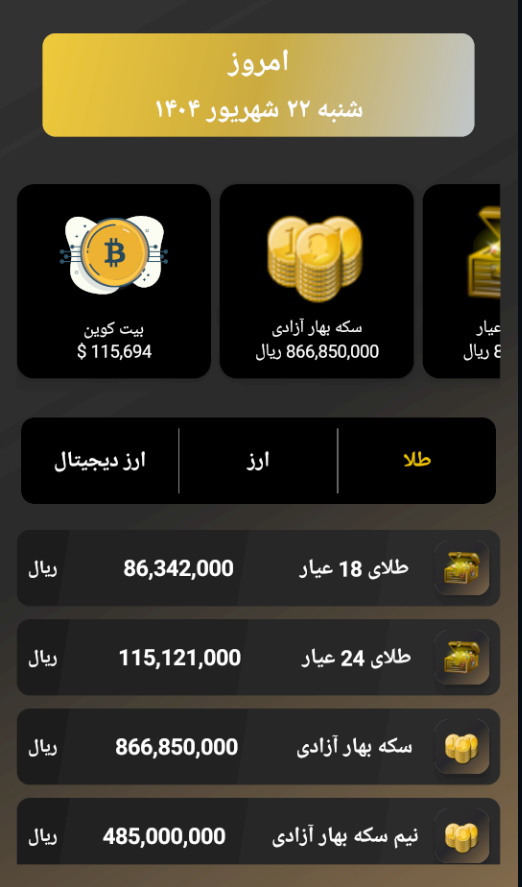 امروز
شنبه ۲۲ شهریور ۱۴۰۴
عیار
ریال
سکه بهار آزادی
866,850,000 ریال
بیت کوین
115,694 $
طلا
ارز
ارز دیجیتال
طلای 18 عیار 86,342,000 ریال
طلای 24 عیار 115,121,000 ریال
سکه بهار آزادی 866,850,000 ریال
نیم سکه بهار آزادی 485,000,000 ریال